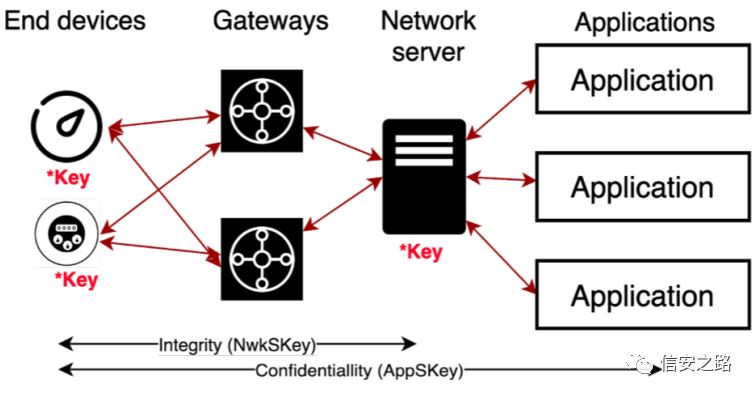 End devices
Gateways
Network
server
Applications
Application
*Key
Application
*Key
*Key
Application
Integrity (NwkSKey)
Confidentiallity (AppSKey)
信安之路